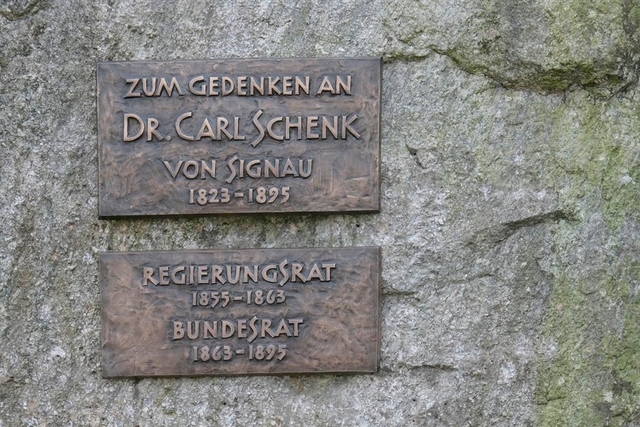 ZUM GEDENKEN AN
DR. CARL SCHENK
VON SIGNAU
1823-1895
REGIERUNGSRAT
1855-1863
BUNDESRAT
1863-1895